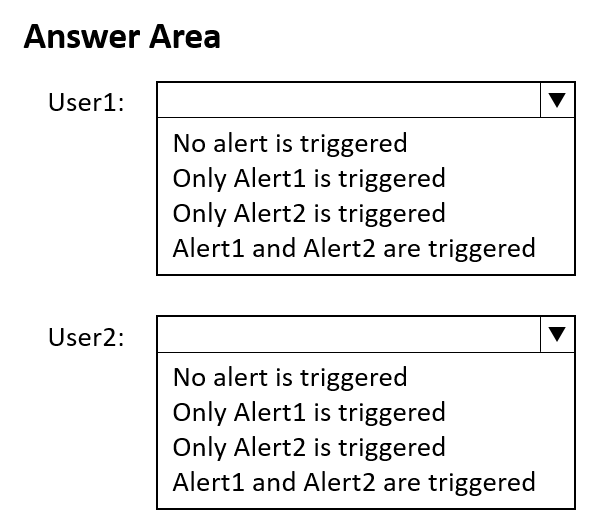 Answer Area
User1:
No alert is triggered
Only Alert1 is triggered
Only Alert2 is triggered
Alert1 and Alert2 are triggered
User2:
No alert is triggered
Only Alert1 is triggered
Only Alert2 is triggered
Alert1 and Alert2 are triggered